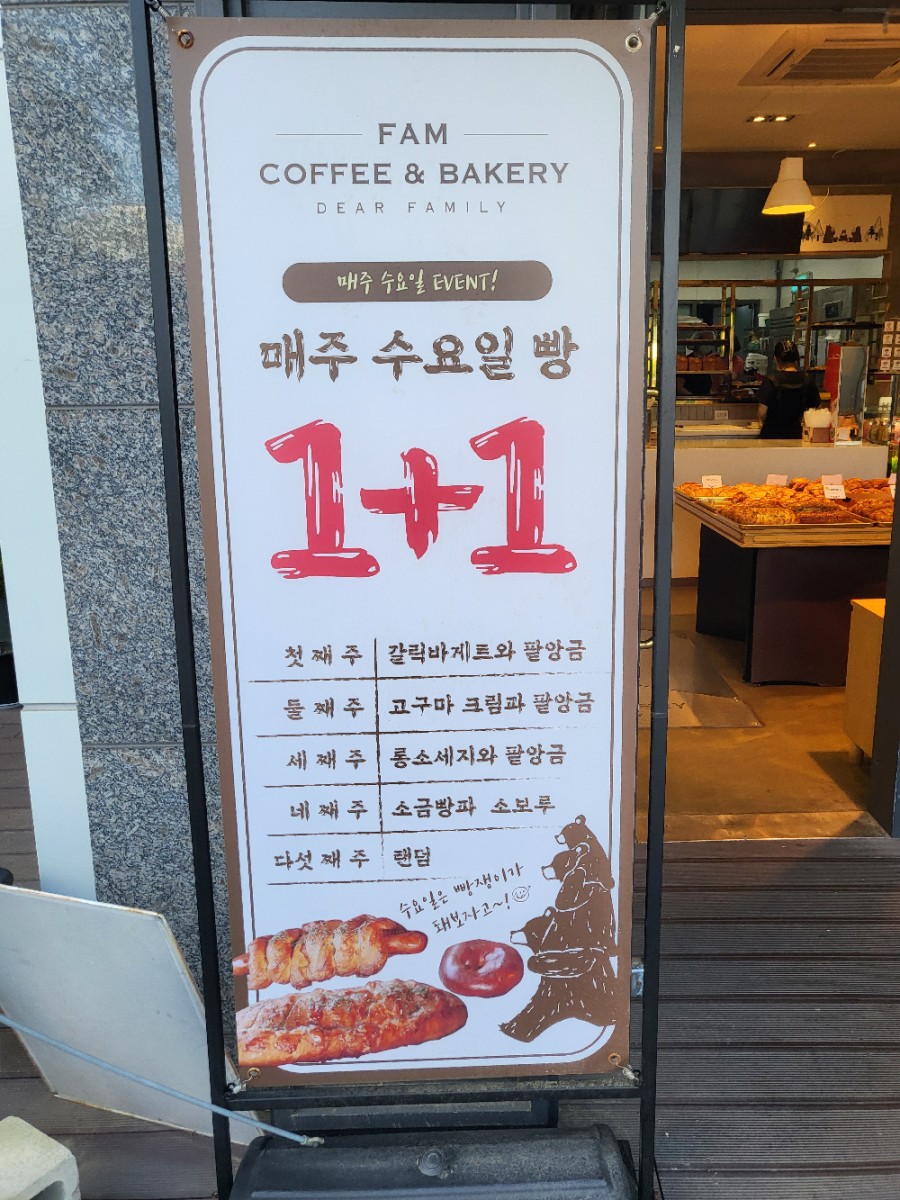 FAM
COFFEE & BAKERY
DEAR FAMILY
매주 수요일 EVENT!
매주 수요일 빵
1+1
첫째주 갈릭바게트와 팥앙금
둘째주 고구마 크림과 팥앙금
세째주 롱소세지와 팥앙금
네째주 소금빵과 소보루
다섯째주 랜덤
수요일은 빵쟁이가
돼보자고~!